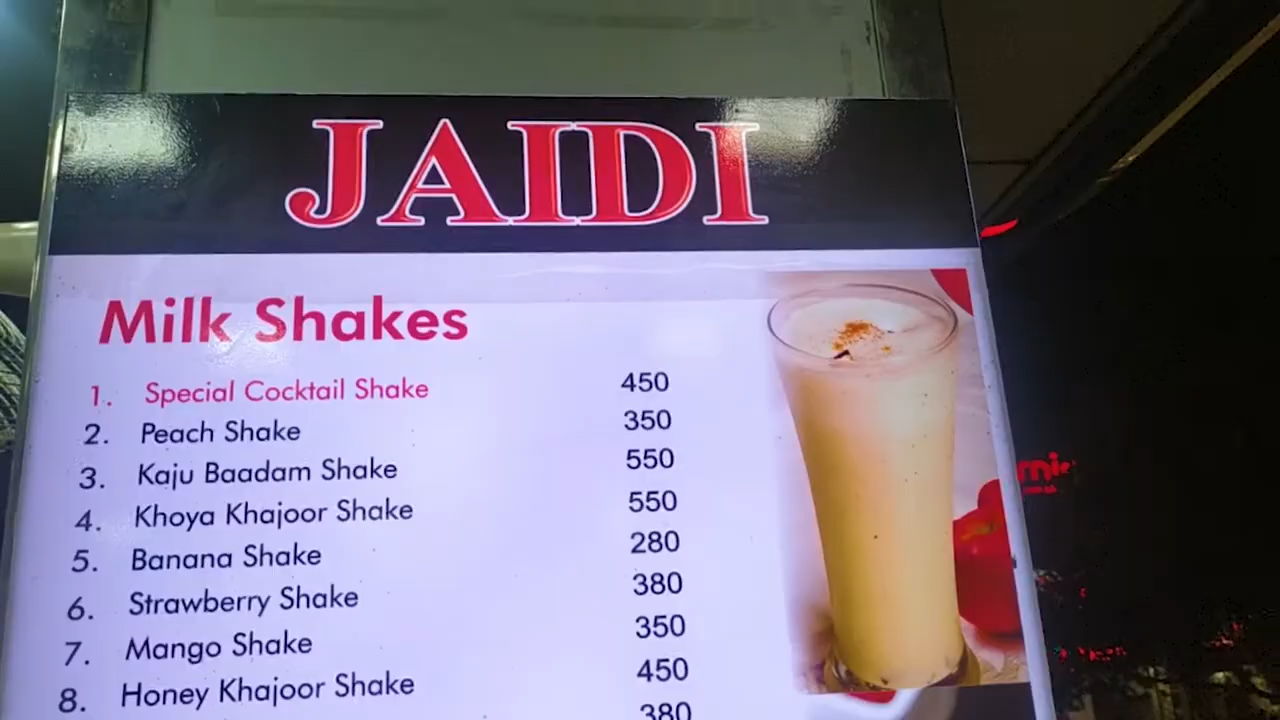 JAIDI
Milk Shakes
1. Special Cocktail Shake 450
2. Peach Shake 350
3. Kaju Baadam Shake 550
4. Khoya Khajoor Shake 550
5. Banana Shake 280
6. Strawberry Shake 380
7. Mango Shake 350
8. Honey Khajoor Shake 450
380